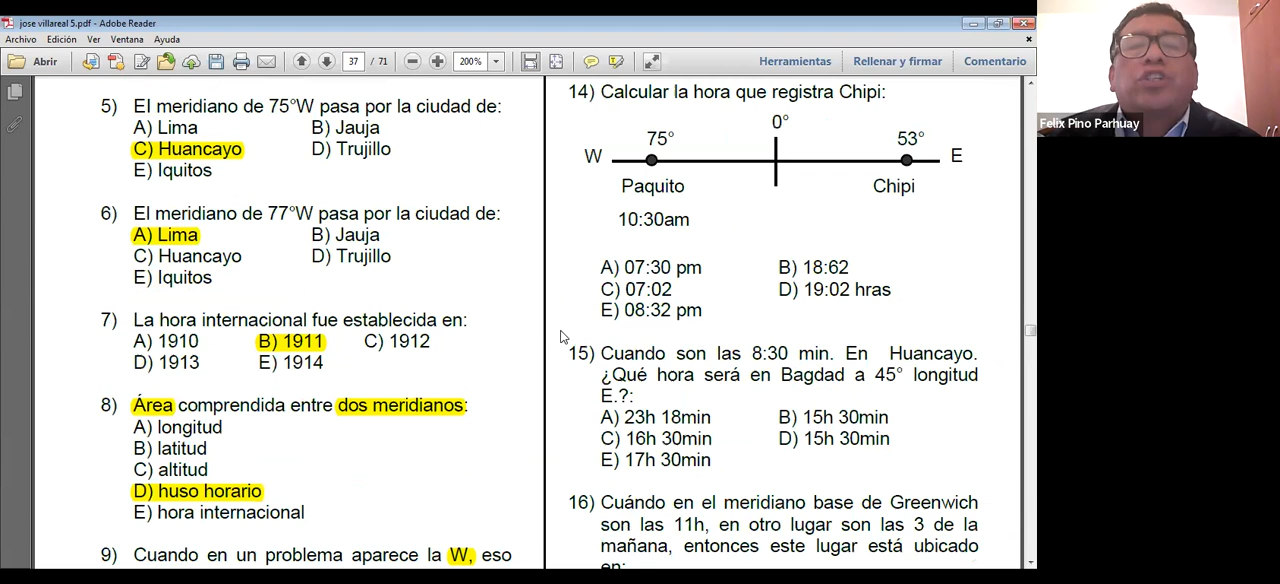 jose villareal 5.pdf - Adobe Reader
Archivo Edición Ver Ventana Ayuda
Abrir 37 / 71 200% Herramientas Rellenar y firmar Comentario
5) El meridiano de 75°W pasa por la ciudad de:
A) Lima B) Jauja
C) Huancayo D) Trujillo
E) Iquitos
6) El meridiano de 77°W pasa por la ciudad de:
A) Lima B) Jauja
C) Huancayo D) Trujillo
E) Iquitos
7) La hora internacional fue establecida en:
A) 1910 B) 1911 C) 1912
D) 1913 E) 1914
8) Área comprendida entre dos meridianos:
A) longitud
B) latitud
C) altitud
D) huso horario
E) hora internacional
9) Cuando en un problema aparece la W, eso
14) Calcular la hora que registra Chipi:
0°
75° 53°
W E
Paquito Chipi
10:30am
A) 07:30 pm B) 18:62
C) 07:02 D) 19:02 hras
E) 08:32 pm
15) Cuando son las 8:30 min. En Huancayo.
¿Qué hora será en Bagdad a 45° longitud
E.?:
A) 23h 18min B) 15h 30min
C) 16h 30min D) 15h 30min
E) 17h 30min
16) Cuándo en el meridiano base de Greenwich
son las 11h, en otro lugar son las 3 de la
mañana, entonces este lugar está ubicado
en:
Felix Pino Parhuay